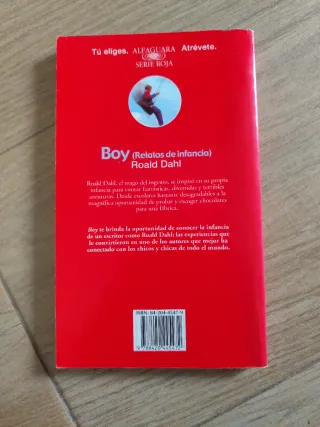 Tú eliges. ALFAGUARA Atrévete.
SERIE ROJA
Boy (Relatos de infancia)
Roald Dahl
Roald Dahl, el mago del ingenio, se inspiró en su propia
infancia para contar fantásticas, divertidas y terribles
aventuras. Desde escolares bastante desagradables a la
magnífica oportunidad de probar y escoger chocolates
para una fábrica.
Boy te brinda la oportunidad de conocer la infancia
de un escritor como Roald Dahl; las experiencias que
le convirtieron en uno de los autores que mejor ha
conectado con los chicos y chicas de todo el mundo.